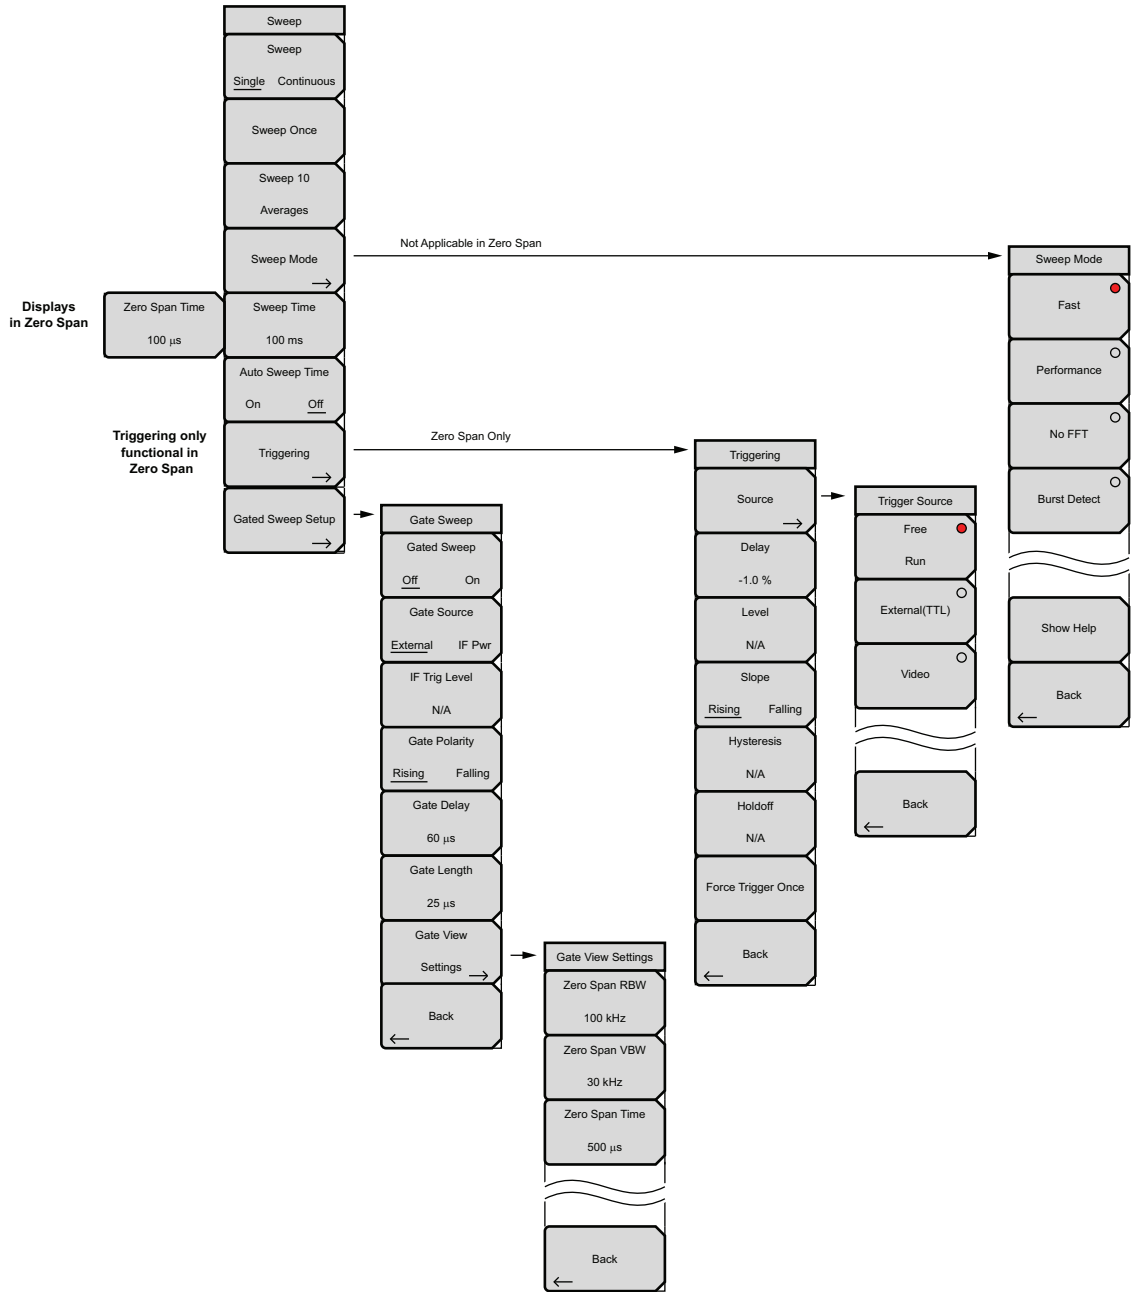 Sweep
Sweep
Single Continuous
Sweep Once
Sweep 10
Averages
Sweep Mode
Displays
in Zero Span
Zero Span Time
100 μs
Sweep Time
100 ms
Auto Sweep Time
On Off
Triggering only
functional in
Zero Span
Triggering
Gated Sweep Setup
Not Applicable in Zero Span
Zero Span Only
Gate Sweep
Gated Sweep
Off On
Gate Source
External IF Pwr
IF Trig Level
N/A
Gate Polarity
Rising Falling
Gate Delay
60 μs
Gate Length
25 μs
Gate View
Settings
Back
Gate View Settings
Zero Span RBW
100 kHz
Zero Span VBW
30 kHz
Zero Span Time
500 μs
Back
Triggering
Source
Delay
-1.0 %
Level
N/A
Slope
Rising Falling
Hysteresis
N/A
Holdoff
N/A
Force Trigger Once
Back
Trigger Source
Free
Run
External(TTL)
Video
Back
Sweep Mode
Fast
Performance
No FFT
Burst Detect
Show Help
Back